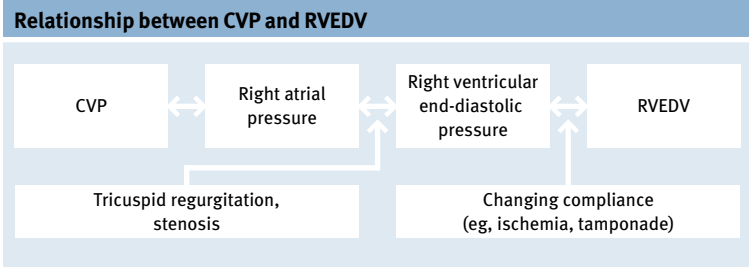 Relationship between CVP and RVEDV
CVP
Right atrial
pressure
Right ventricular
end-diastolic
pressure
RVEDV
Tricuspid regurgitation,
stenosis
Changing compliance
(eg, ischemia, tamponade)